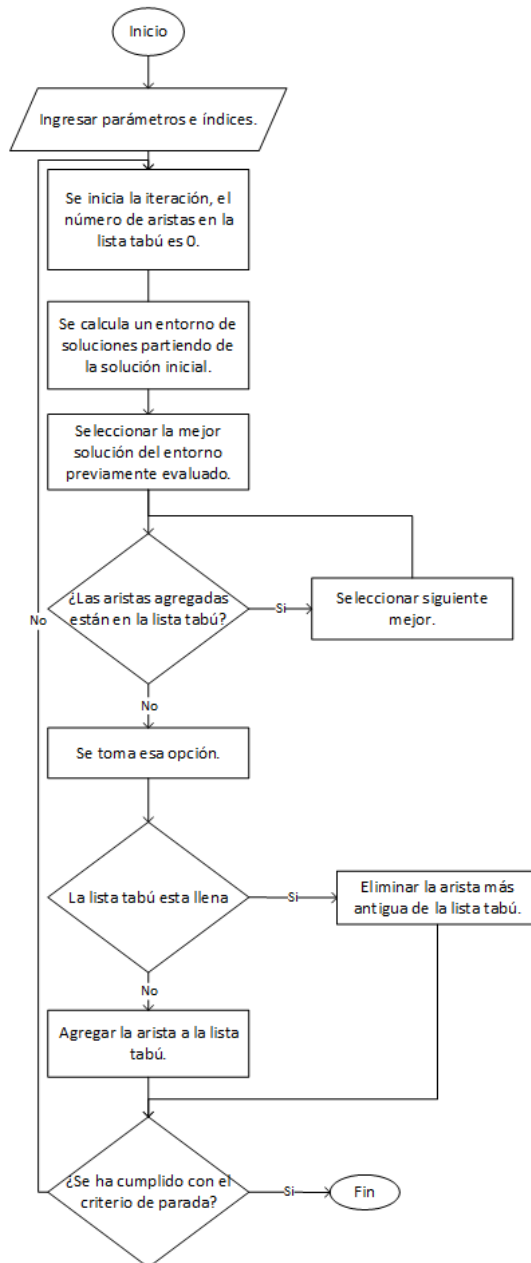 Inicio
Ingresar parámetros e índices.
Se inicia la iteración, el
número de aristas en la
lista tabú es 0.
Se calcula un entorno de
soluciones partiendo de
la solución inicial.
Seleccionar la mejor
solución del entorno
previamente evaluado.
¿Las aristas agregadas
están en la lista tabú?
Si
Seleccionar siguiente
mejor.
No
No
Se toma esa opción.
La lista tabú esta llena
Si
Eliminar la arista más
antigua de la lista tabú.
No
Agregar la arista a la lista
tabú.
¿Se ha cumplido con el
criterio de parada?
Si
Fin